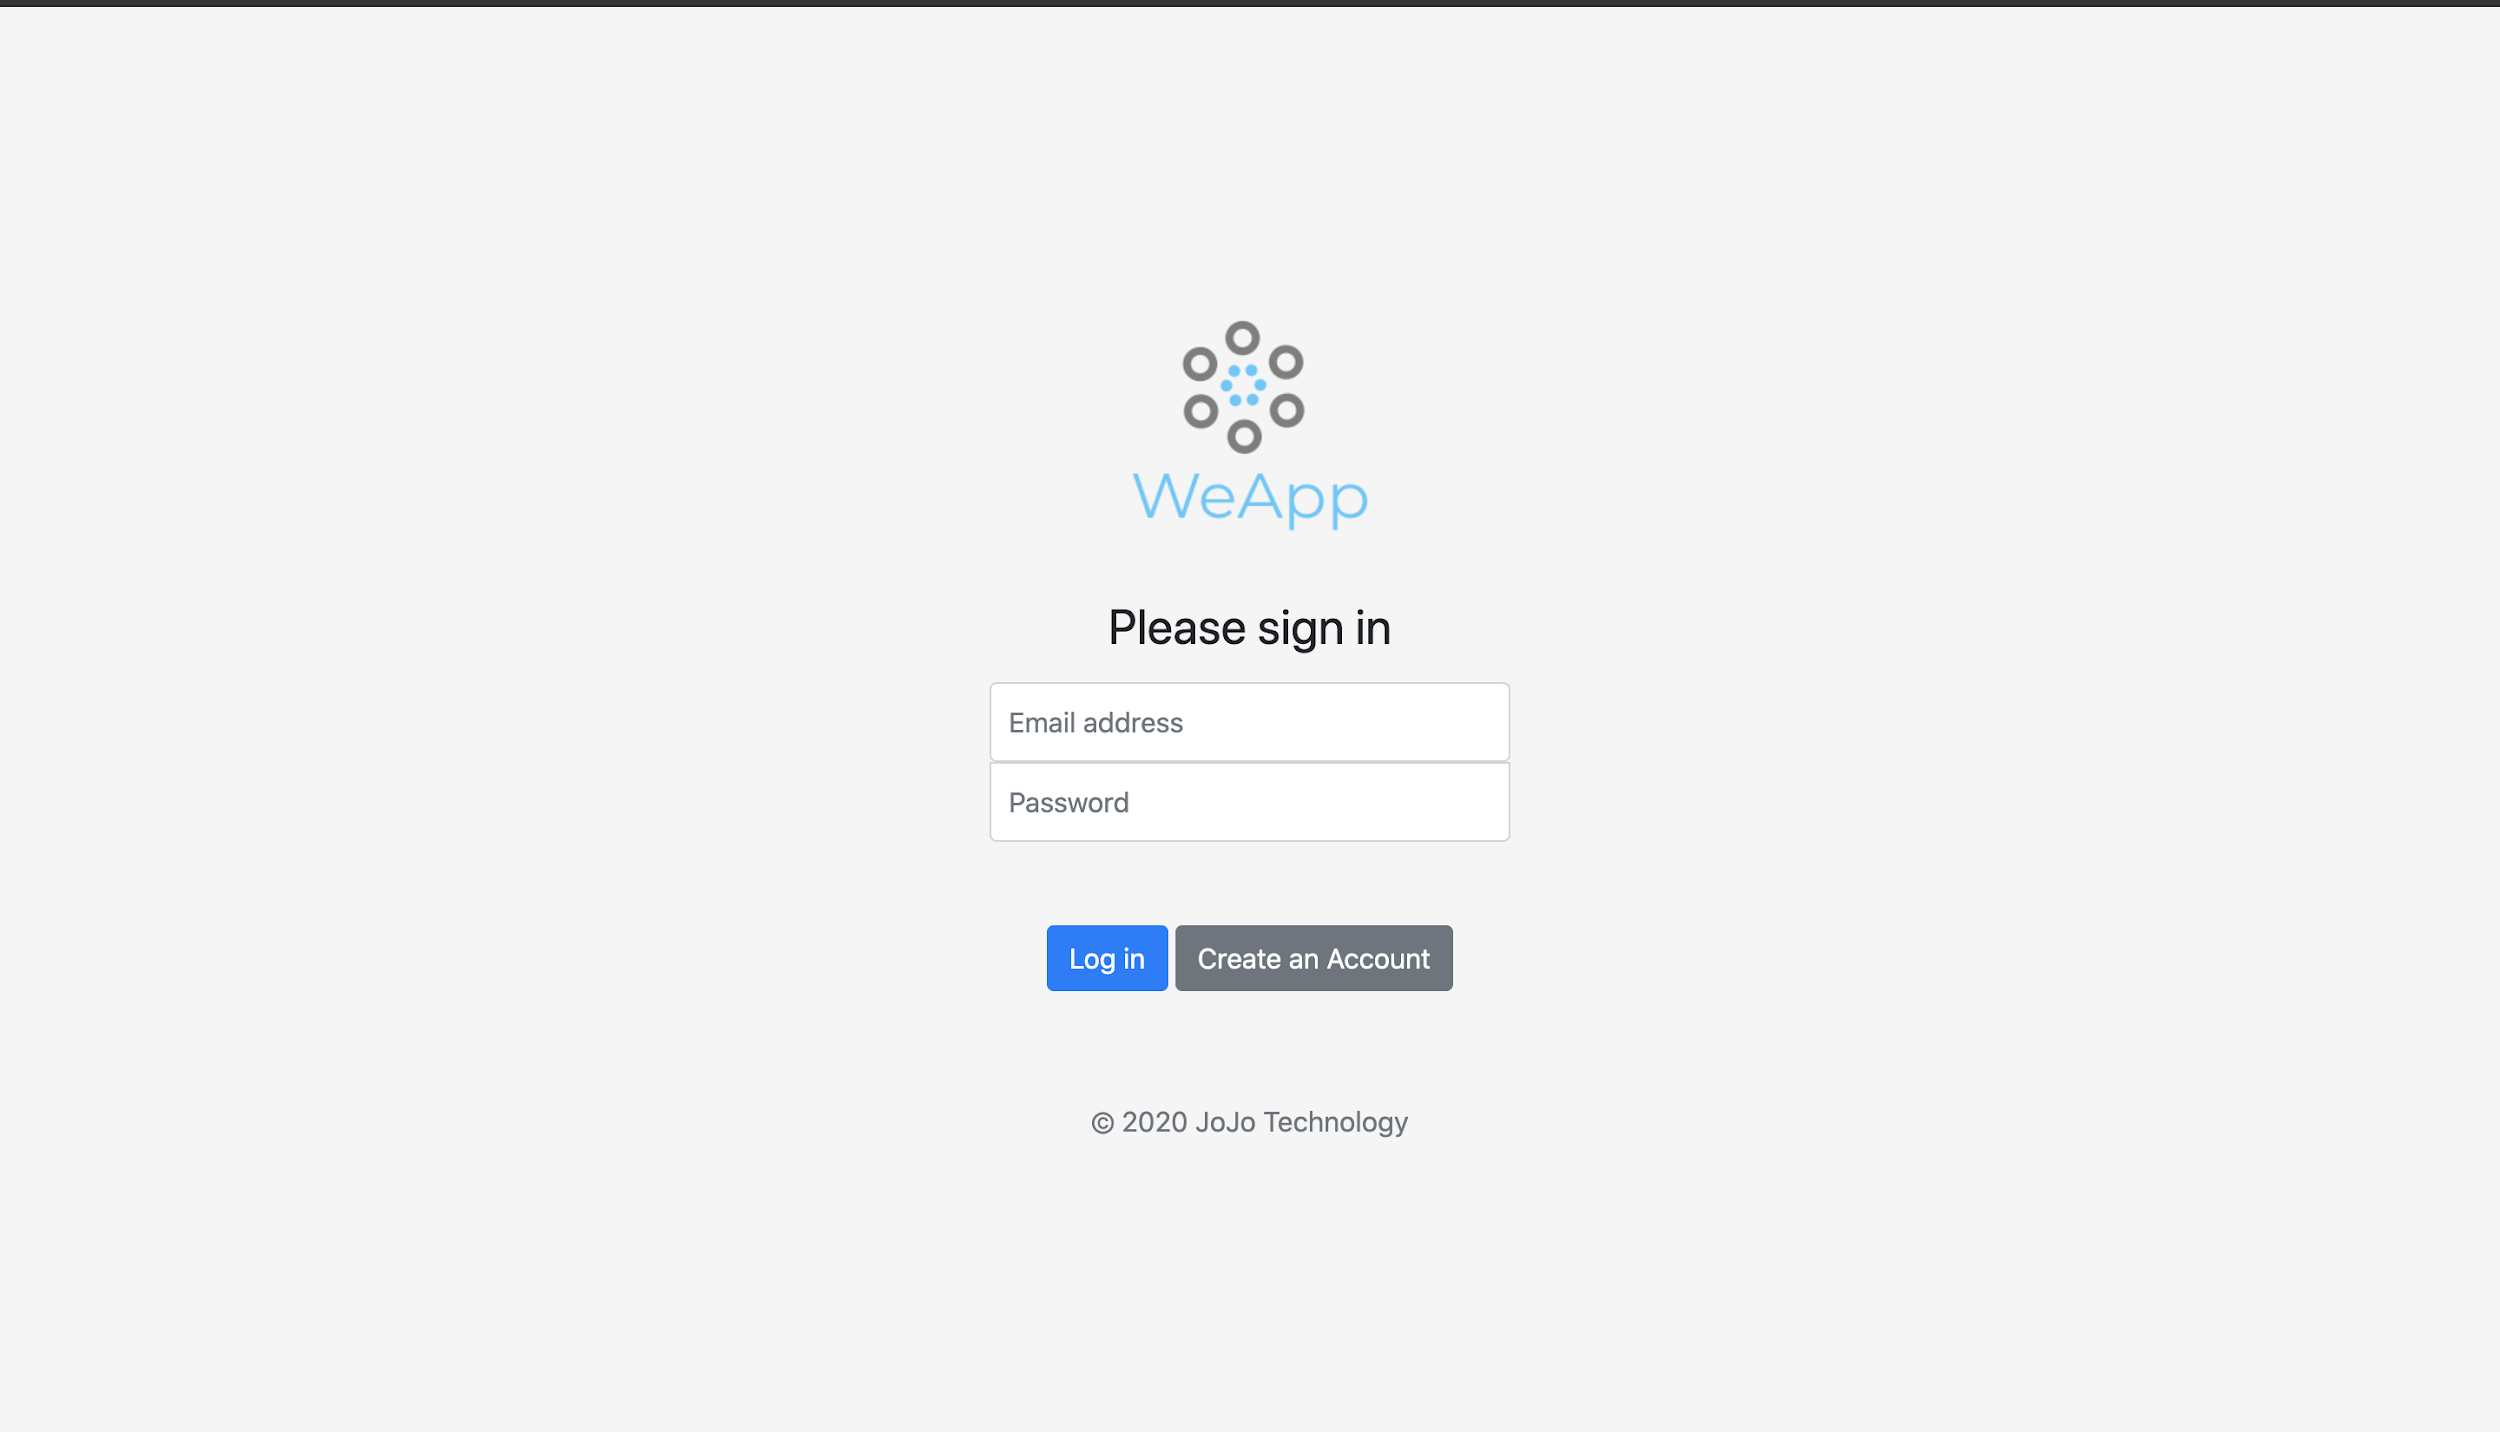 WeApp
Please sign in
Email address
Password
Log in Create an Account
© 2020 JoJo Technology